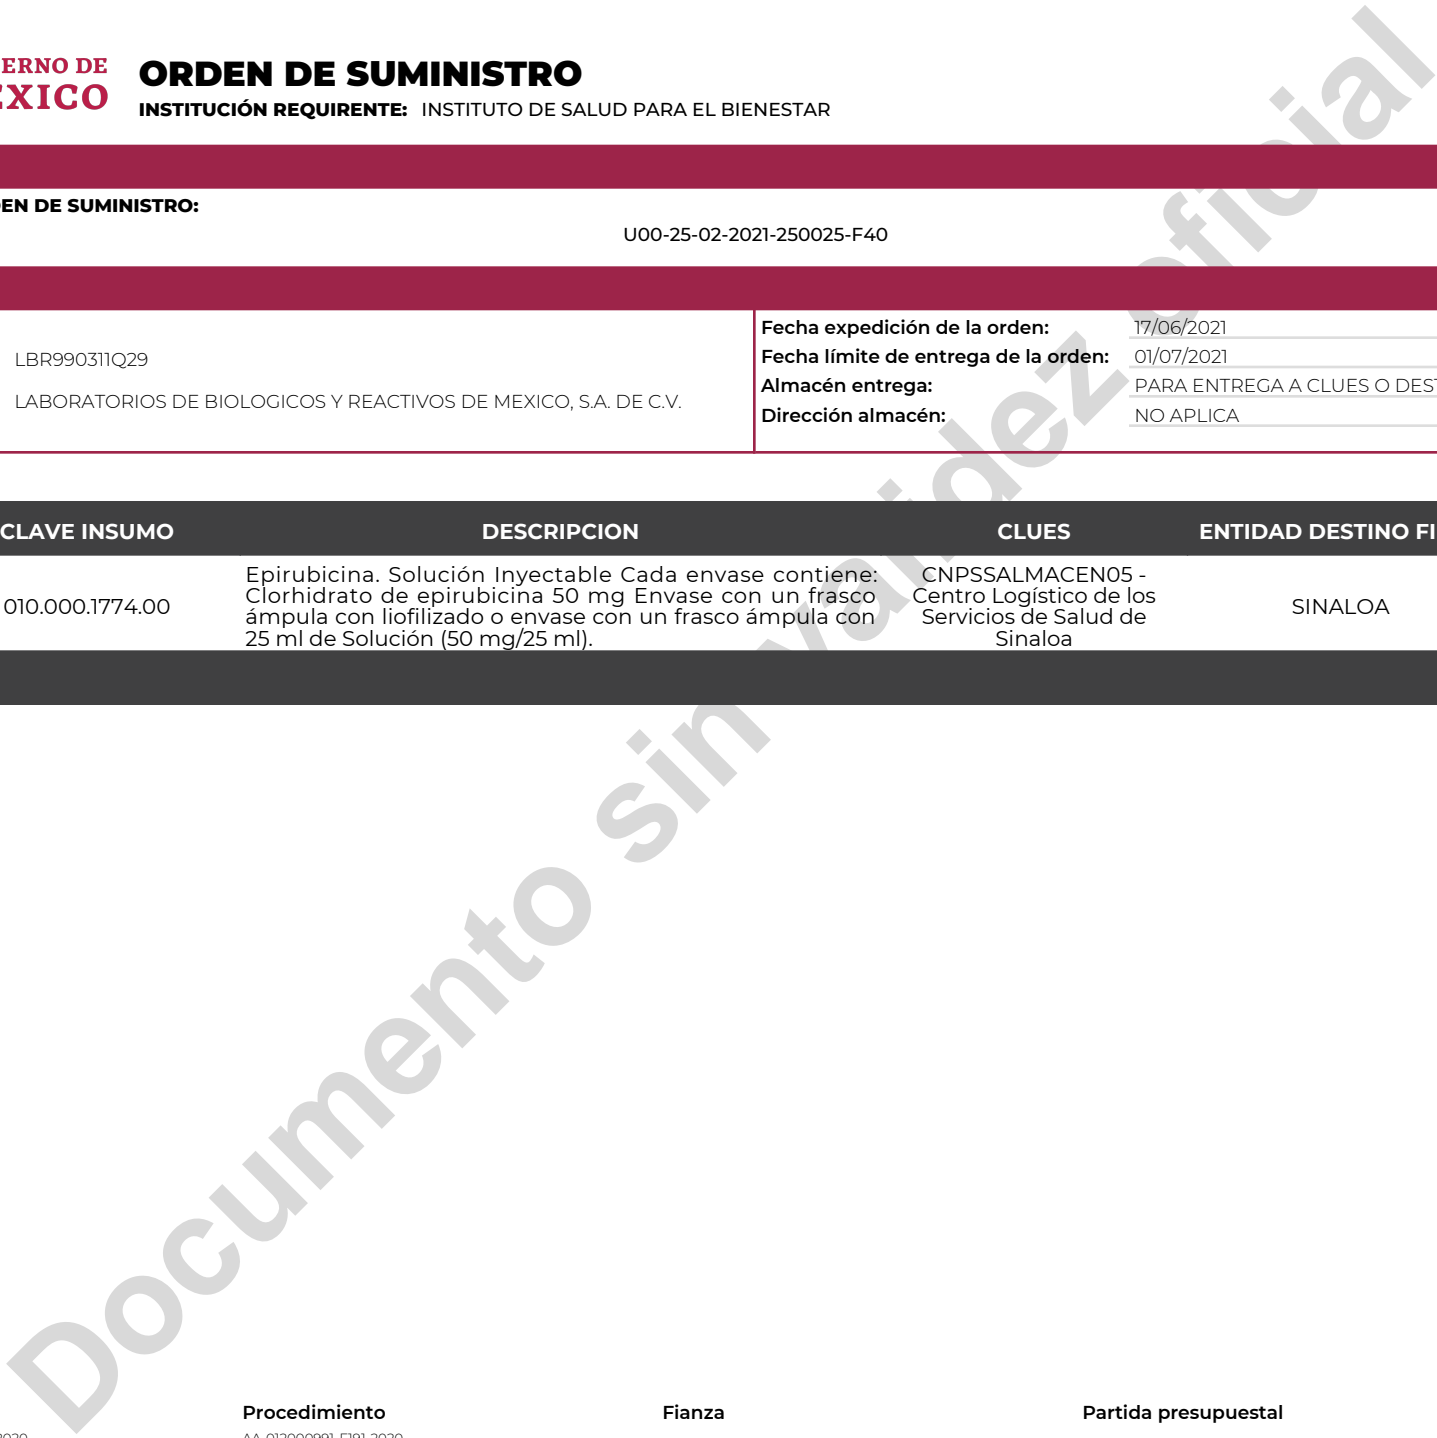 ERNO DE
EXICO
ORDEN DE SUMINISTRO
INSTITUCIÓN REQUIRENTE: INSTITUTO DE SALUD PARA EL BIENESTAR
EN DE SUMINISTRO:
U00-25-02-2021-250025-F40
LBR990311Q29
LABORATORIOS DE BIOLOGICOS Y REACTIVOS DE MEXICO, S.A. DE C.V.
Fecha expedición de la orden: 17/06/2021
Fecha límite de entrega de la orden: 01/07/2021
Almacén entrega: PARA ENTREGA A CLUES O DEST
Dirección almacén: NO APLICA
CLAVE INSUMO DESCRIPCION CLUES ENTIDAD DESTINO FI
010.000.1774.00
Epirubicina. Solución Inyectable Cada envase contiene:
Clorhidrato de epirubicina 50 mg Envase con un frasco
ámpula con liofilizado o envase con un frasco ámpula con
25 ml de Solución (50 mg/25 ml).
CNPSSALMACEN05 -
Centro Logístico de los
Servicios de Salud de
Sinaloa
SINALOA
Documento sin validez oficial
Procedimiento Fianza Partida presupuestal